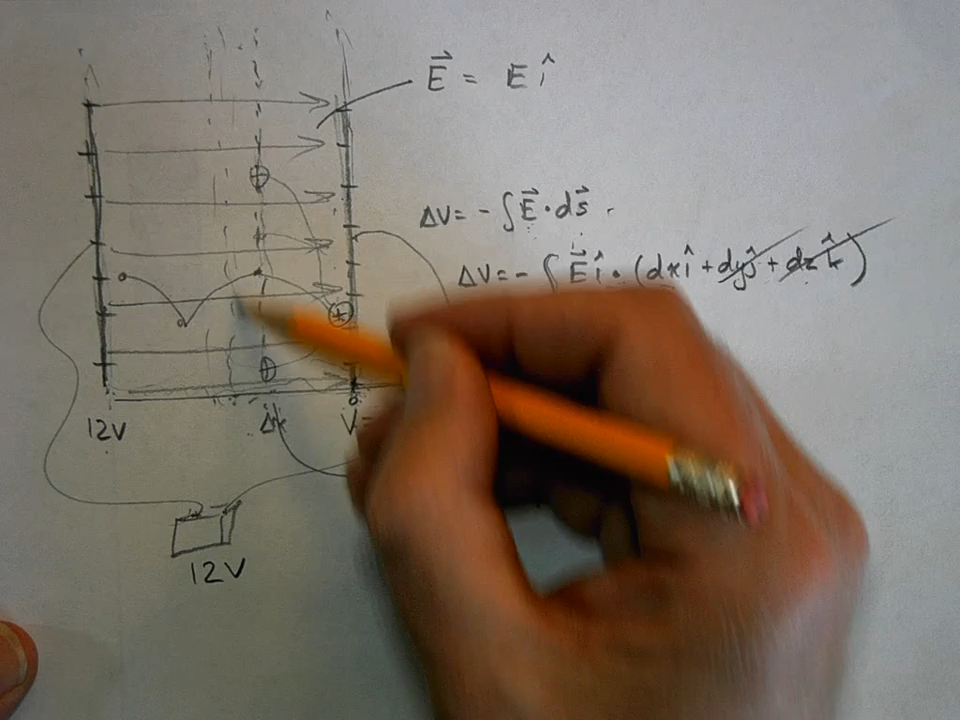 E⃗ = E î
ΔV = - ∫ E⃗ · ds⃗
ΔV = - ∫ E⃗ î · (dx î + dy ĵ + dz k̂)
12V
Δx
V
12V